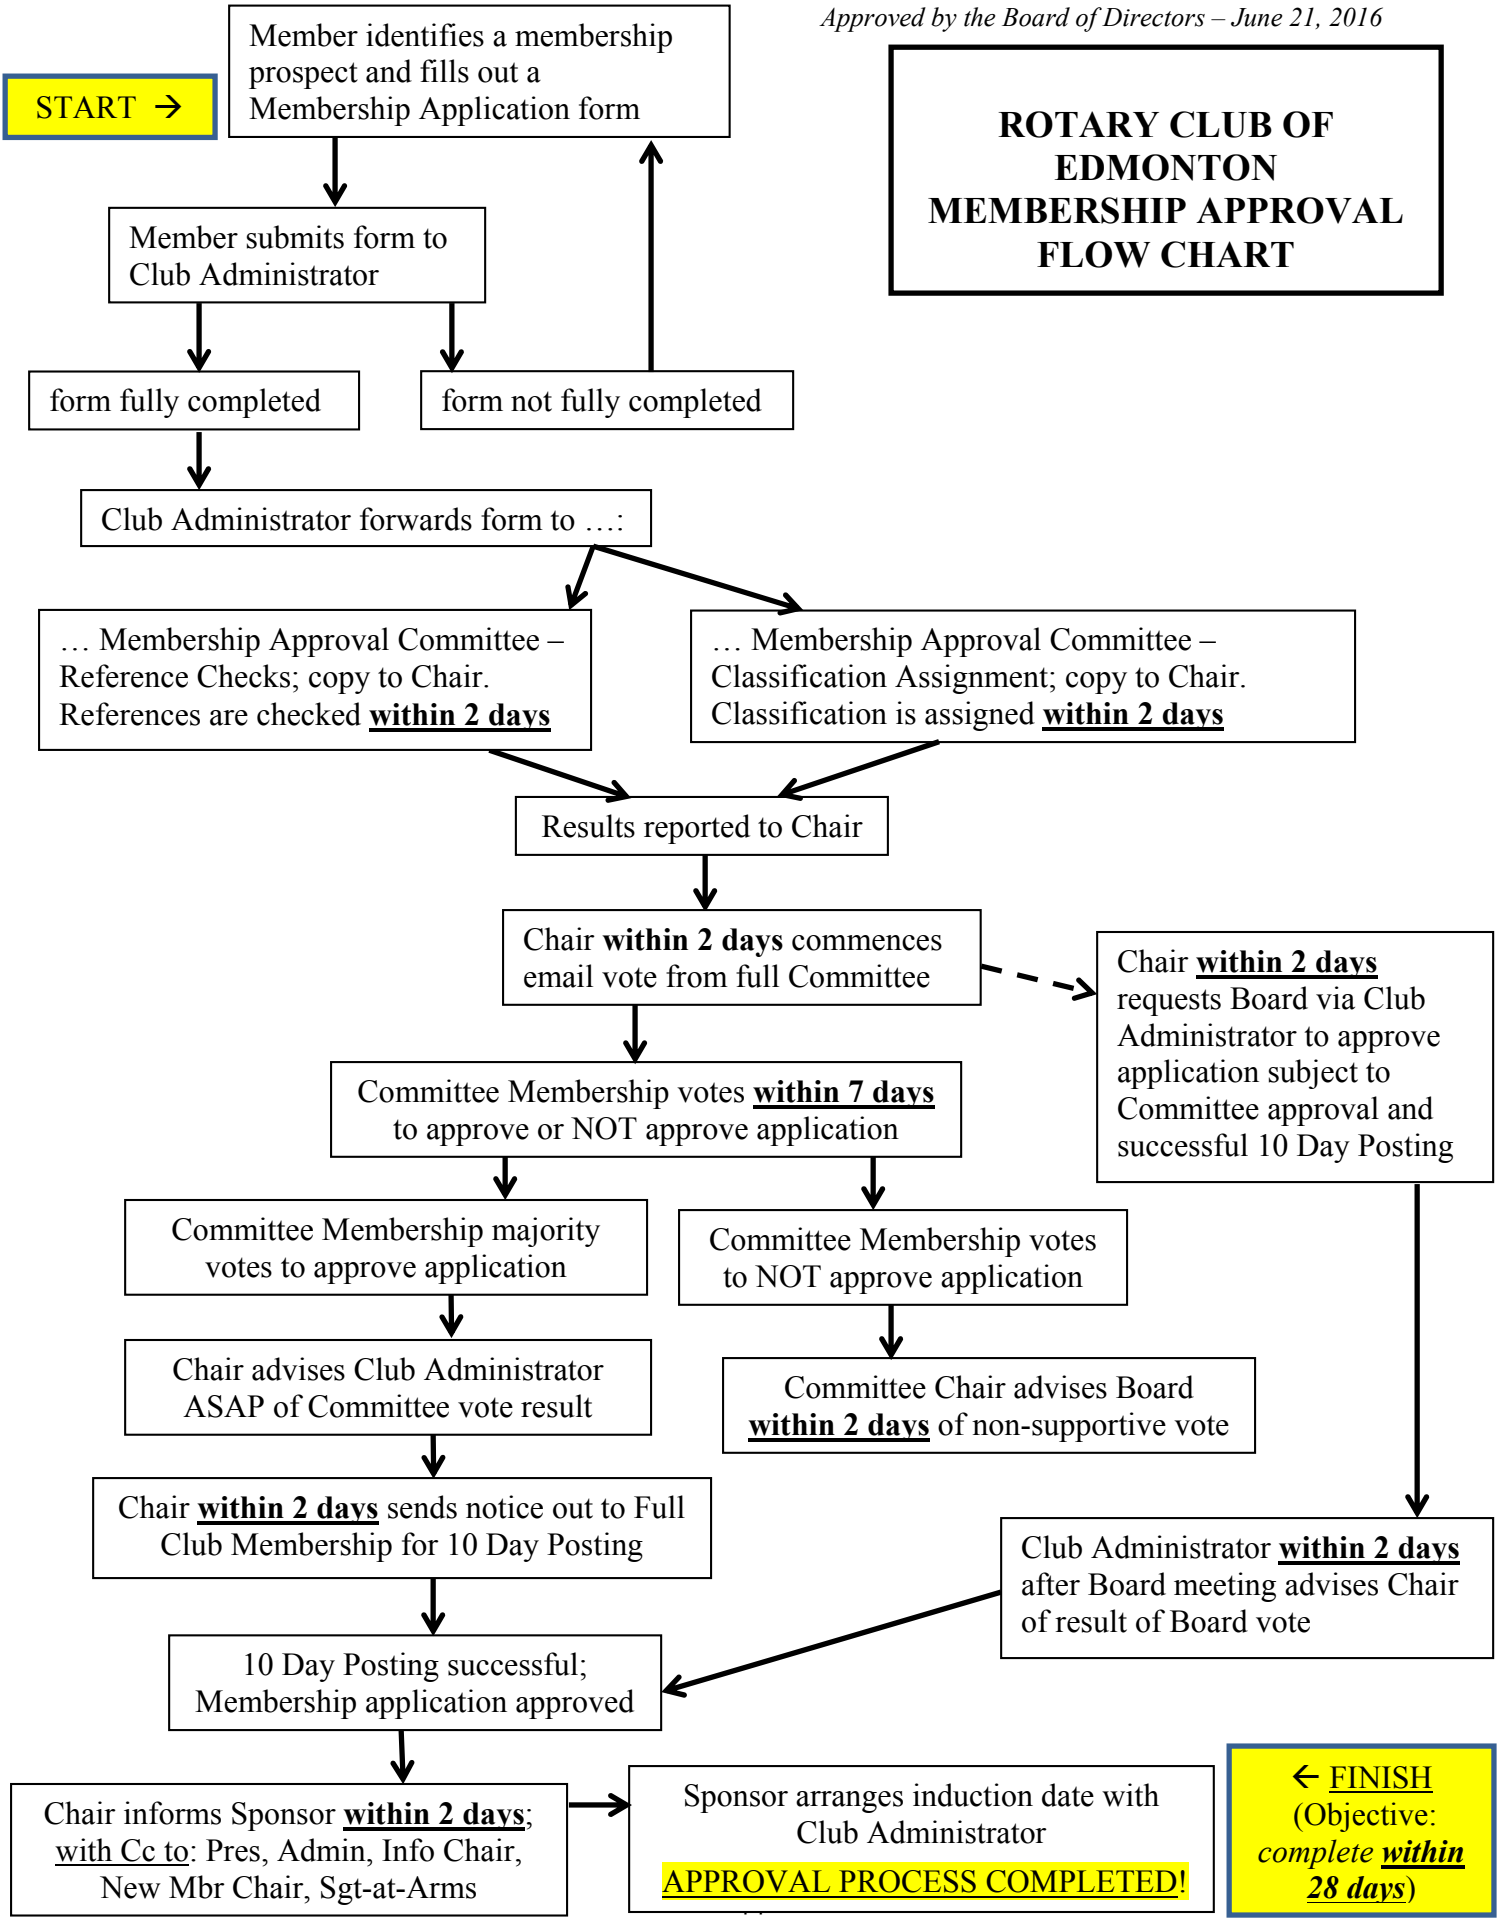 Approved by the Board of Directors – June 21, 2016
ROTARY CLUB OF
EDMONTON
MEMBERSHIP APPROVAL
FLOW CHART
START →
Member identifies a membership
prospect and fills out a
Membership Application form
Member submits form to
Club Administrator
form fully completed
form not fully completed
Club Administrator forwards form to …:
… Membership Approval Committee –
Reference Checks; copy to Chair.
References are checked within 2 days
… Membership Approval Committee –
Classification Assignment; copy to Chair.
Classification is assigned within 2 days
Results reported to Chair
Chair within 2 days commences
email vote from full Committee
Chair within 2 days
requests Board via Club
Administrator to approve
application subject to
Committee approval and
successful 10 Day Posting
Committee Membership votes within 7 days
to approve or NOT approve application
Committee Membership majority
votes to approve application
Committee Membership votes
to NOT approve application
Chair advises Club Administrator
ASAP of Committee vote result
Committee Chair advises Board
within 2 days of non-supportive vote
Chair within 2 days sends notice out to Full
Club Membership for 10 Day Posting
Club Administrator within 2 days
after Board meeting advises Chair
of result of Board vote
10 Day Posting successful;
Membership application approved
Chair informs Sponsor within 2 days;
with Cc to: Pres, Admin, Info Chair,
New Mbr Chair, Sgt-at-Arms
Sponsor arranges induction date with
Club Administrator
APPROVAL PROCESS COMPLETED!
← FINISH
(Objective:
complete within
28 days)